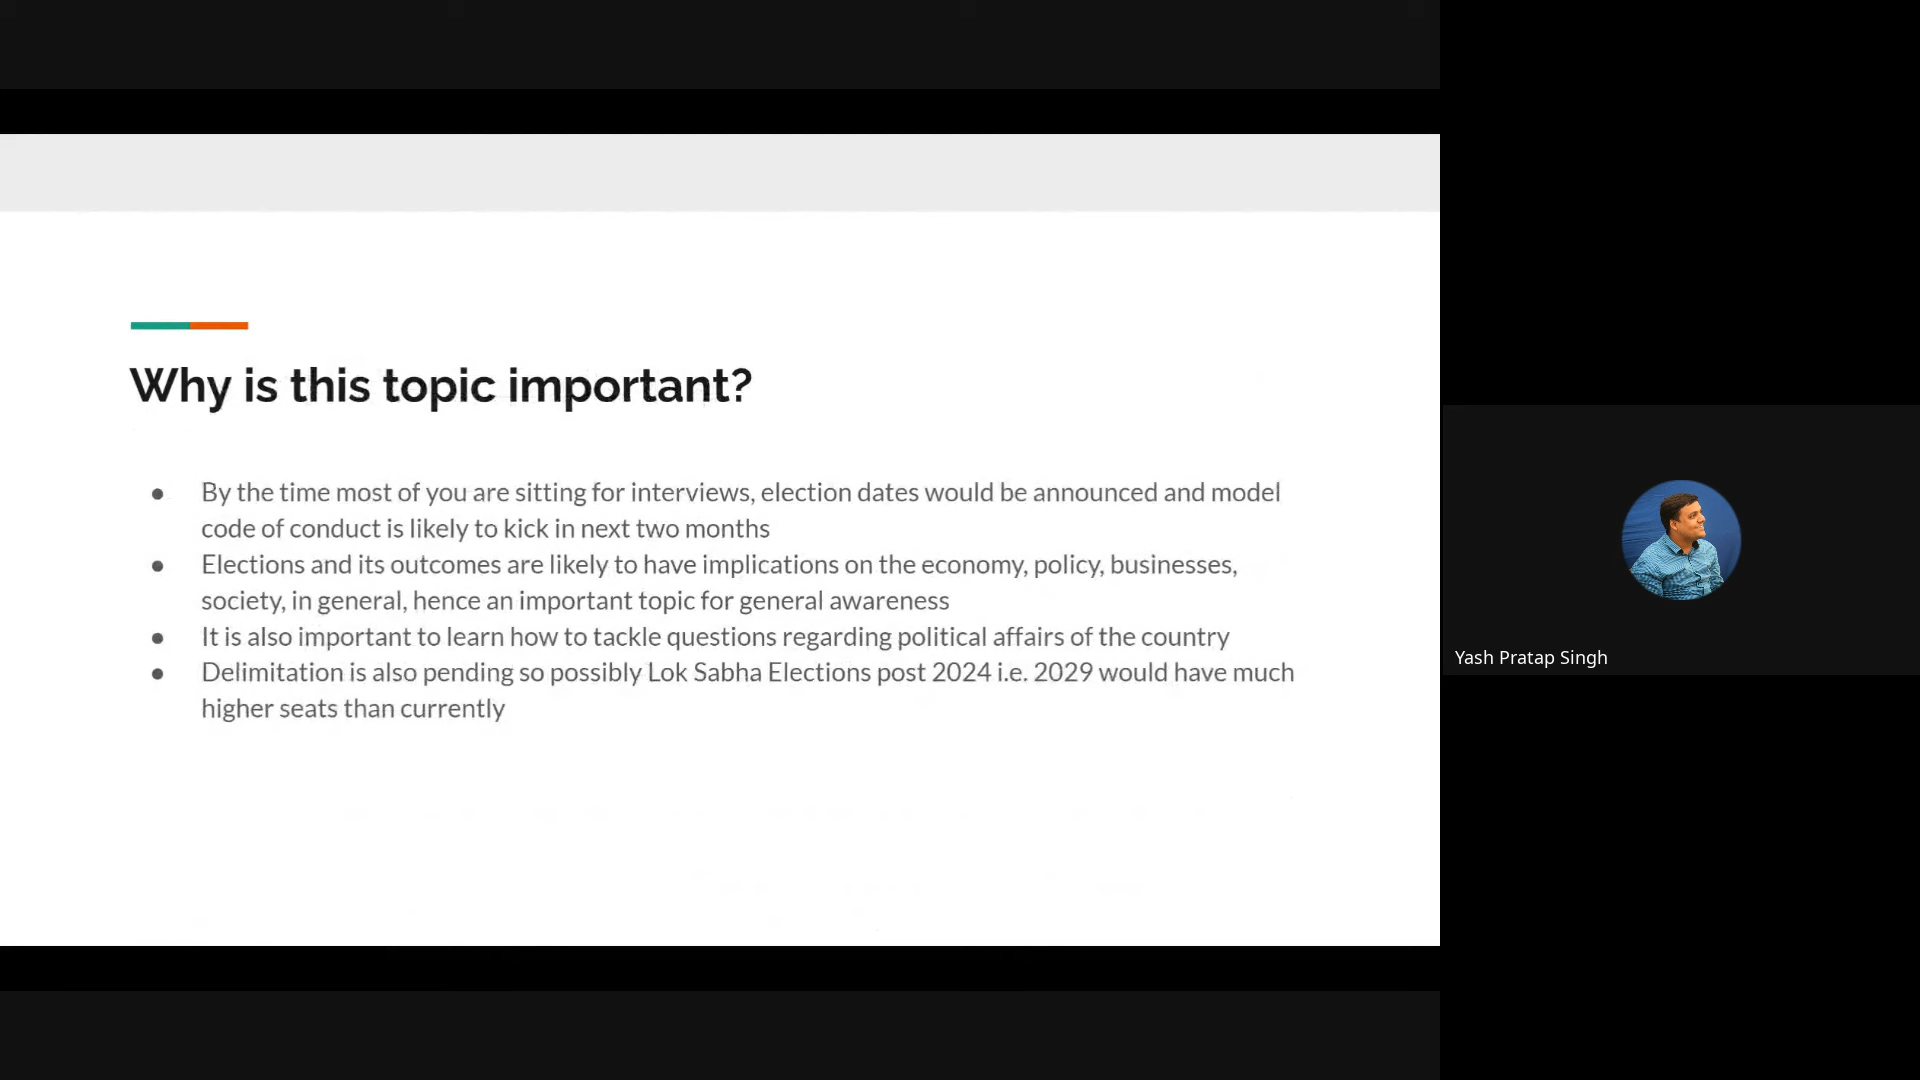 Why is this topic important?
● By the time most of you are sitting for interviews, election dates would be announced and model
code of conduct is likely to kick in next two months
● Elections and its outcomes are likely to have implications on the economy, policy, businesses,
society, in general, hence an important topic for general awareness
● It is also important to learn how to tackle questions regarding political affairs of the country
● Delimitation is also pending so possibly Lok Sabha Elections post 2024 i.e. 2029 would have much
higher seats than currently
Yash Pratap Singh